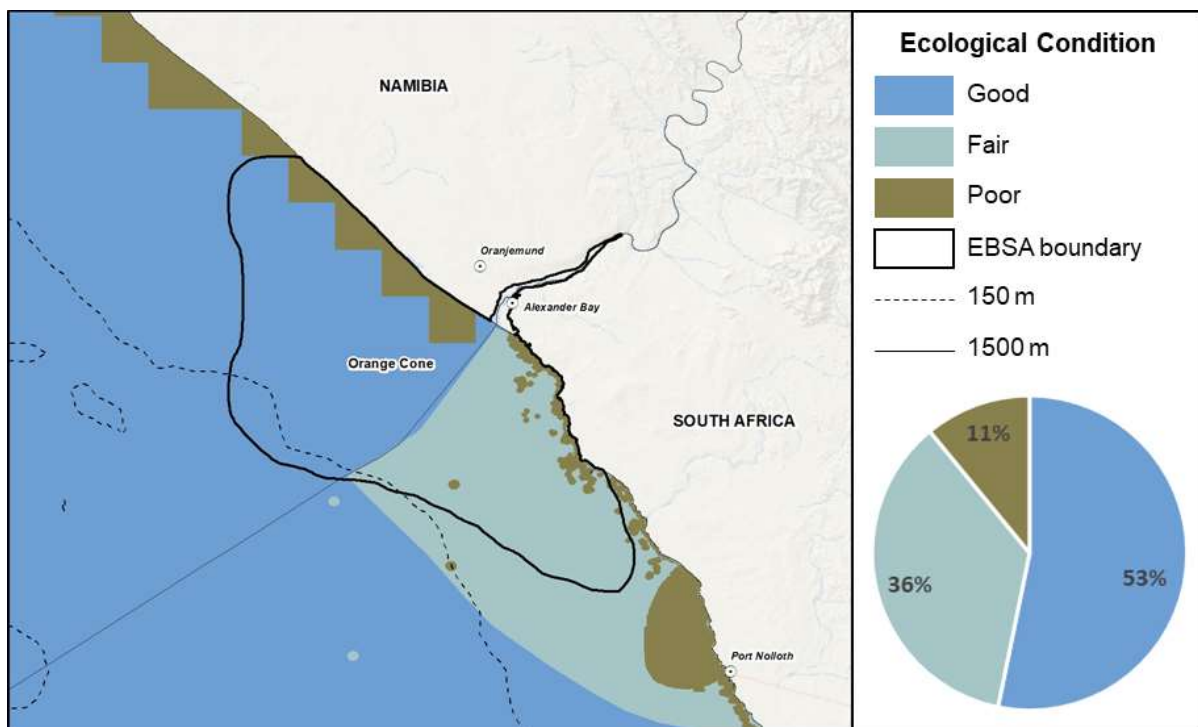 NAMIBIA
Oranjemund
Alexander Bay
Orange Cone
SOUTH AFRICA
Port Nolloth
Ecological Condition
Good
Fair
Poor
EBSA boundary
150 m
1500 m
11%
36%
53%